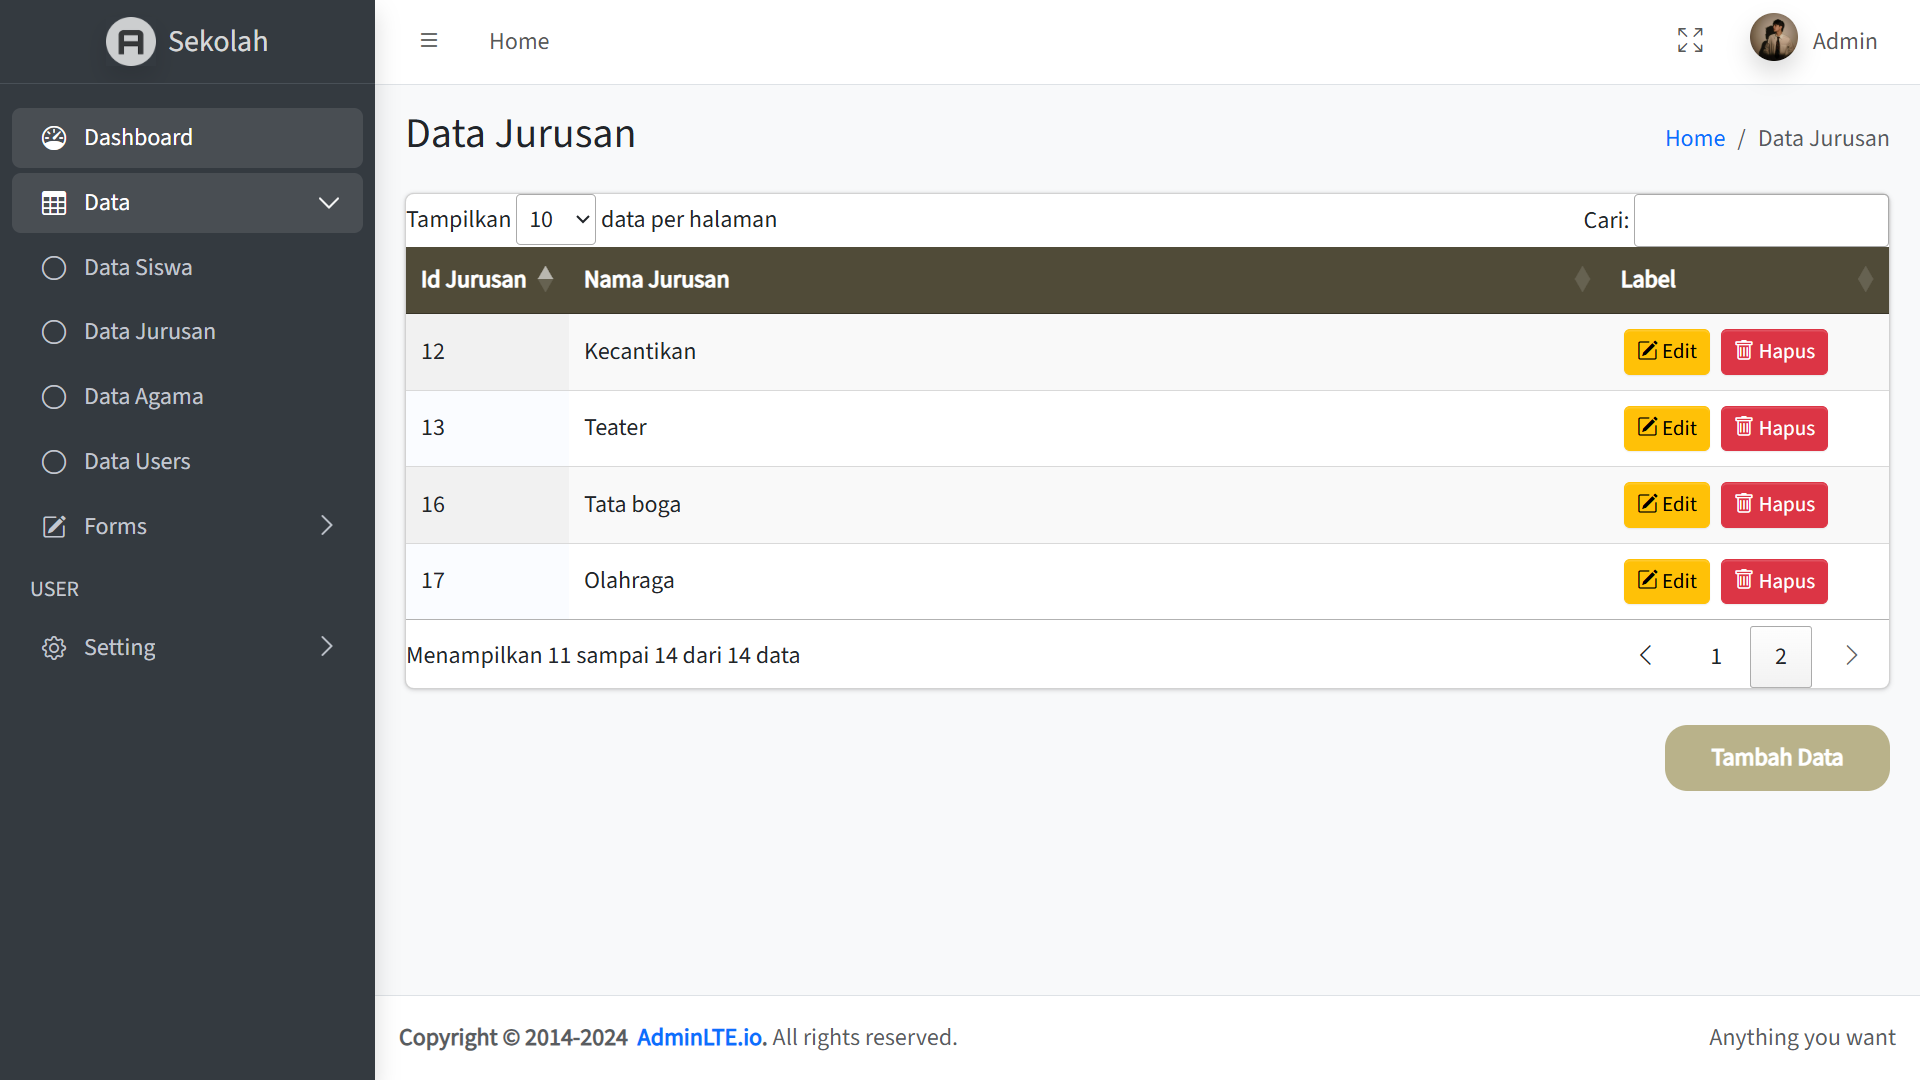 Sekolah
Home
Admin
Dashboard
Data
Data Siswa
Data Jurusan
Data Agama
Data Users
Forms
USER
Setting
Data Jurusan
Home / Data Jurusan
Tampilkan 10 data per halaman
Cari:
Id Jurusan Nama Jurusan Label
12 Kecantikan Edit Hapus
13 Teater Edit Hapus
16 Tata boga Edit Hapus
17 Olahraga Edit Hapus
Menampilkan 11 sampai 14 dari 14 data
1 2
Tambah Data
Copyright © 2014-2024 AdminLTE.io. All rights reserved.
Anything you want